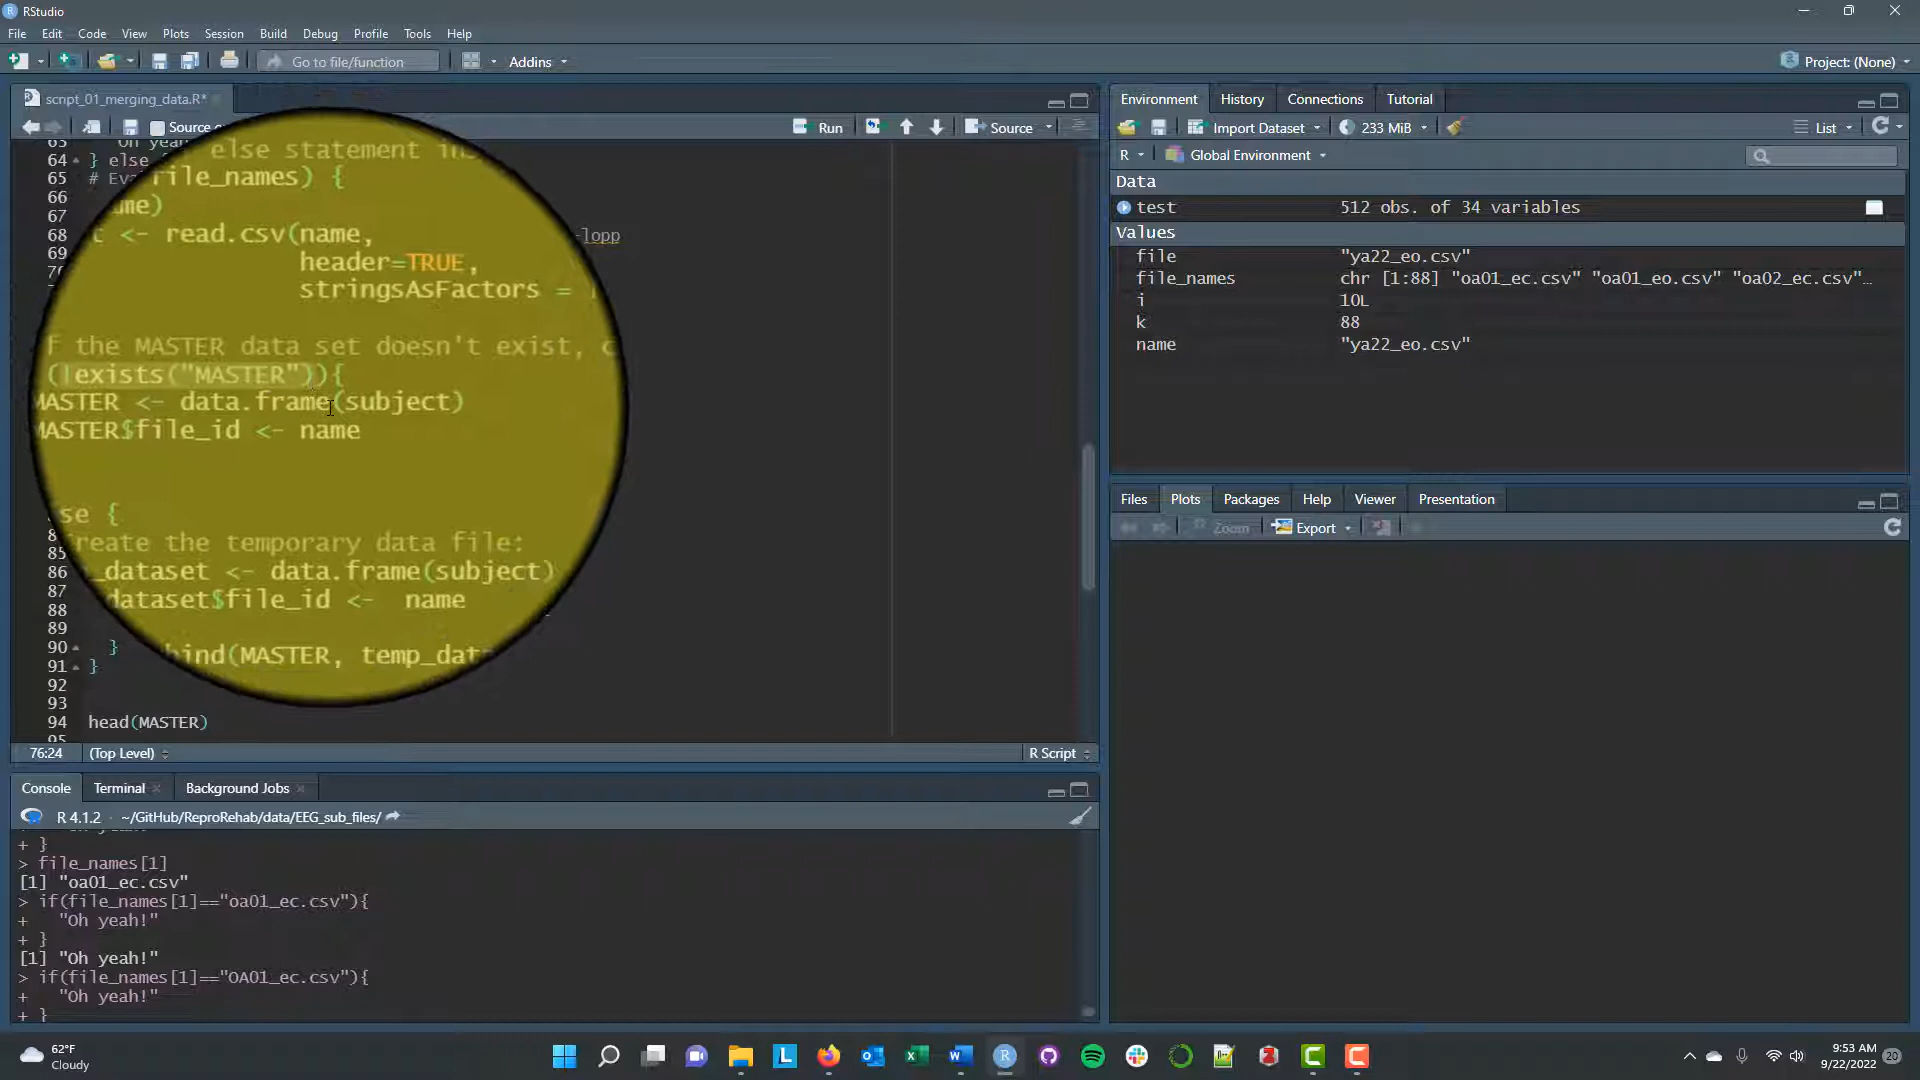 RStudio
File Edit Code View Plots Session Build Debug Profile Tools Help
Go to file/function Addins Project: (None)
script_01_merging_data.R*
Source Run Source
63
64 } else
65 # Eva
66
67
68 -lopp
69
else statement
file_names) {
me)
<- read.csv(name,
header=TRUE,
stringsAsFactors =
f the MASTER data set doesn't exist, c
(!exists("MASTER")){
MASTER <- data.frame(subject)
MASTER$file_id <- name
se {
reate the temporary data file:
_dataset <- data.frame(subject)
dataset$file_id <- name
bind(MASTER, temp_dat
85
86
87
88
89
90 }
91 }
92
93
94 head(MASTER)
95
76:24 (Top Level) R Script
Console Terminal Background Jobs
R 4.1.2 · ~/GitHub/ReproRehab/data/EEG_sub_files/
+ }
> file_names[1]
[1] "oa01_ec.csv"
> if(file_names[1]=="oa01_ec.csv"){
+ "Oh yeah!"
+ }
[1] "Oh yeah!"
> if(file_names[1]=="OA01_ec.csv"){
+ "Oh yeah!"
+ }
Environment History Connections Tutorial
Import Dataset 233 MiB List
R Global Environment
Data
test 512 obs. of 34 variables
Values
file "ya22_eo.csv"
file_names chr [1:88] "oa01_ec.csv" "oa01_eo.csv" "oa02_ec.csv"…
i 10L
k 88
name "ya22_eo.csv"
Files Plots Packages Help Viewer Presentation
Zoom Export
62°F
Cloudy
9:53 AM
9/22/2022
20